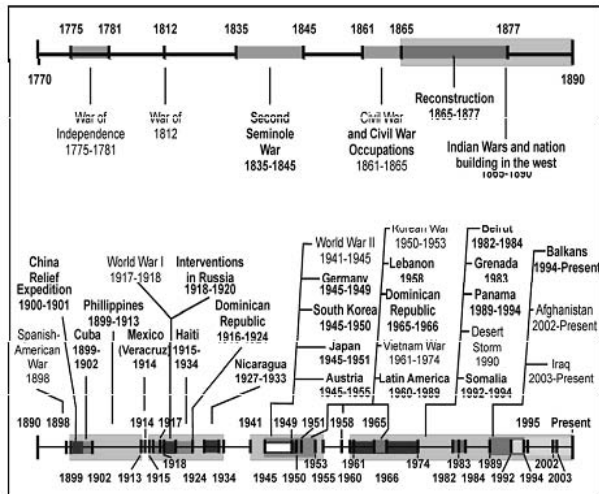 1775 1781 1812 1835 1845 1861 1865 1877
1770 1890
War of
Independence
1775-1781
War of
1812
Second
Seminole
War
1835-1845
Civil War
and Civil War
Occupations
1861-1865
Reconstruction
1865-1877
Indian Wars and nation
building in the west
1865-1890
China
Relief
Expedition
1900-1901
Spanish-
American
War
1898
Phillippines
1899-1913
Cuba
1899-
1902
World War I
1917-1918
Mexico
(Veracruz)
1914
Haiti
1915-
1934
Interventions
in Russia
1918-1920
Dominican
Republic
1916-1924
Nicaragua
1927-1933
World War II
1941-1945
Germany
1945-1949
South Korea
1945-1950
Japan
1945-1951
Austria
1945-1955
Korean War
1950-1953
Lebanon
1958
Dominican
Republic
1965-1966
Vietnam War
1961-1974
Latin America
1960-1989
Beirut
1982-1984
Grenada
1983
Panama
1989-1994
Desert
Storm
1990
Somalia
1992-1994
Balkans
1994-Present
Afghanistan
2002-Present
Iraq
2003-Present
1890 1898 1914 1917 1941 1949 1951 1958 1965 1995 Present
1899 1902 1913 1915 1918 1924 1934 1945 1950 1953 1955 1960 1961 1966 1974 1982 1983 1984 1989 1992 1994 2002 2003